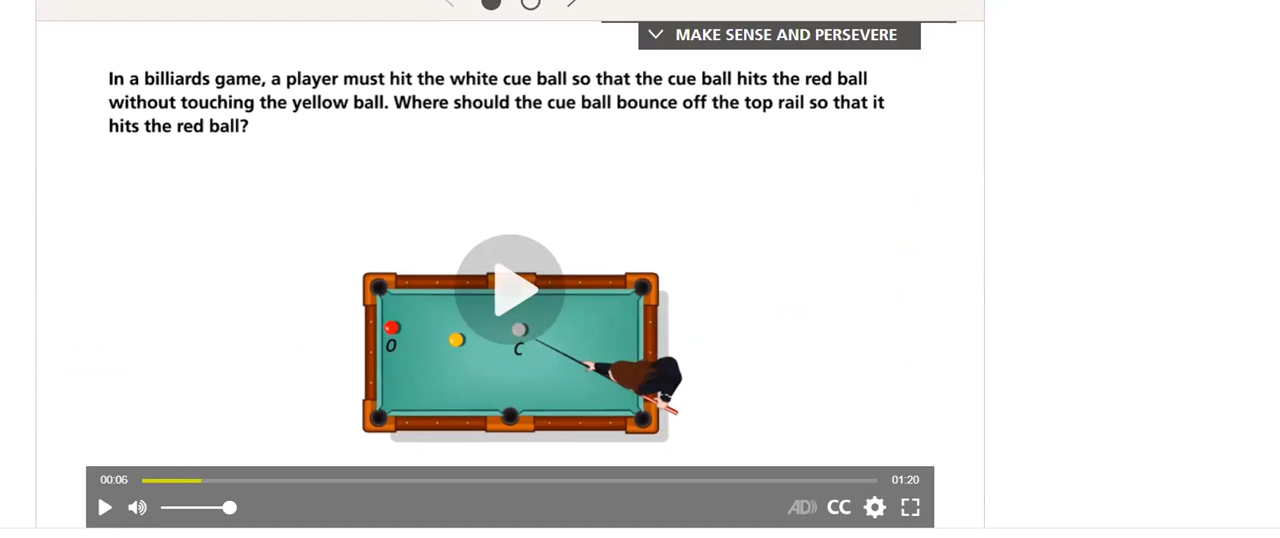 MAKE SENSE AND PERSEVERE
In a billiards game, a player must hit the white cue ball so that the cue ball hits the red ball
without touching the yellow ball. Where should the cue ball bounce off the top rail so that it
hits the red ball?
O
C
00:06
01:20
AD
CC